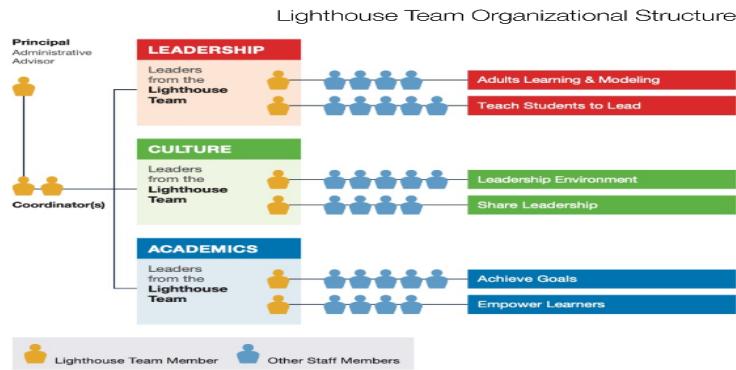 Lighthouse Team Organizational Structure
Principal
Administrative
Advisor
LEADERSHIP
Leaders
from the
Lighthouse
Team
Adults Learning & Modeling
Teach Students to Lead
CULTURE
Leaders
from the
Lighthouse
Team
Leadership Environment
Share Leadership
Coordinator(s)
ACADEMICS
Leaders
from the
Lighthouse
Team
Achieve Goals
Empower Learners
Lighthouse Team Member
Other Staff Members